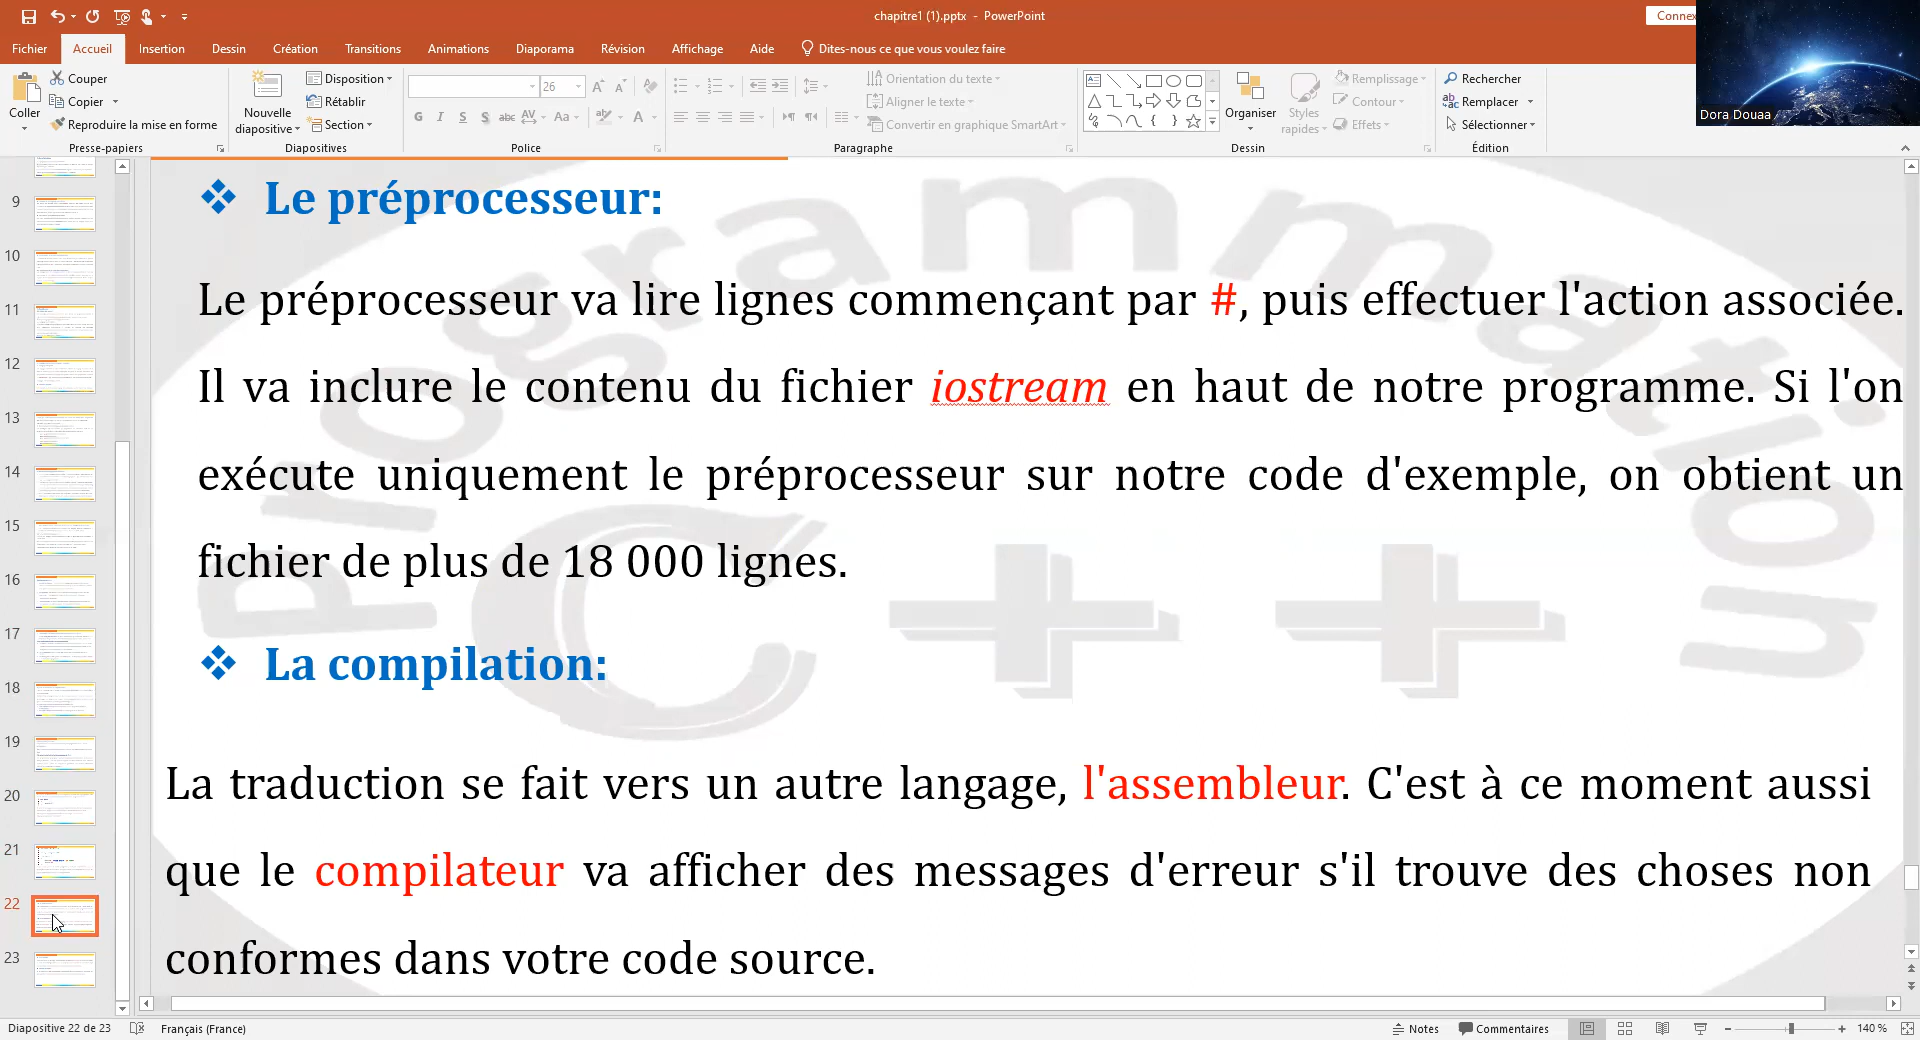 chapitre1 (1).pptx - PowerPoint
Connex
Fichier Accueil Insertion Dessin Création Transitions Animations Diaporama Révision Affichage Aide Dites-nous ce que vous voulez faire
Coller
Couper
Copier
Reproduire la mise en forme
Presse-papiers
Nouvelle diapositive
Disposition
Rétablir
Section
Diapositives
26
G I S S abc AV Aa A
Police
Orientation du texte
Aligner le texte
Convertir en graphique SmartArt
Paragraphe
Organiser
Styles rapides
Remplissage
Contour
Effets
Dessin
Rechercher
Remplacer
Sélectionner
Édition
Dora Douaa
9
10
11
12
13
14
15
16
17
18
19
20
21
22
23
Programmation
C++
Le préprocesseur:
Le préprocesseur va lire lignes commençant par #, puis effectuer l'action associée.
Il va inclure le contenu du fichier iostream en haut de notre programme. Si l'on
exécute uniquement le préprocesseur sur notre code d'exemple, on obtient un
fichier de plus de 18 000 lignes.
La compilation:
La traduction se fait vers un autre langage, l'assembleur. C'est à ce moment aussi
que le compilateur va afficher des messages d'erreur s'il trouve des choses non
conformes dans votre code source.
Diapositive 22 de 23 Français (France) Notes Commentaires 140 %